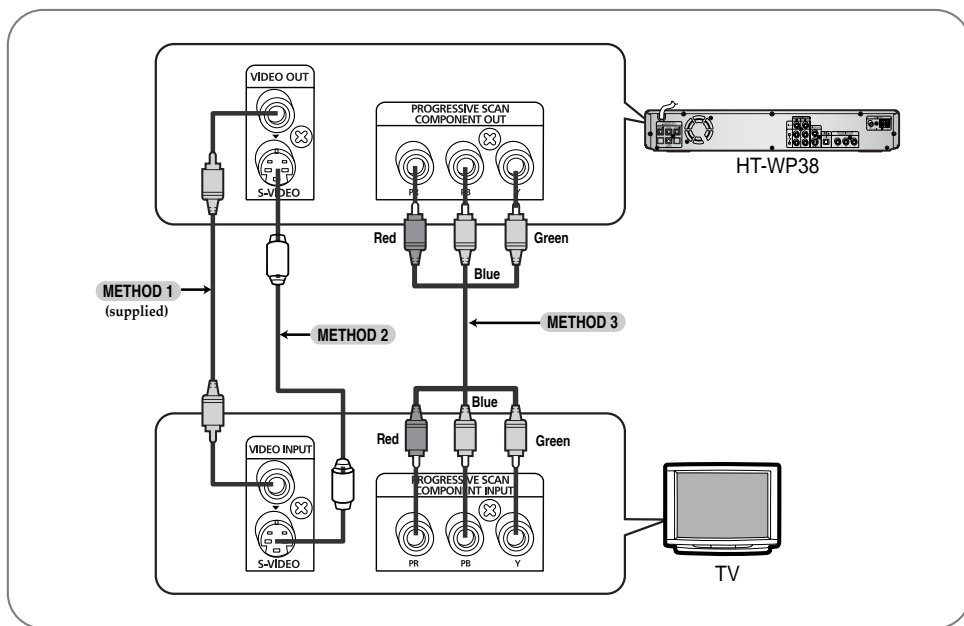 VIDEO OUT
S-VIDEO
PROGRESSIVE SCAN
COMPONENT OUT
PR PB Y
HT-WP38
Red
Green
Blue
METHOD 1
(supplied)
METHOD 2
METHOD 3
Blue
Red
Green
VIDEO INPUT
S-VIDEO
PROGRESSIVE SCAN
COMPONENT INPUT
PR PB Y
TV